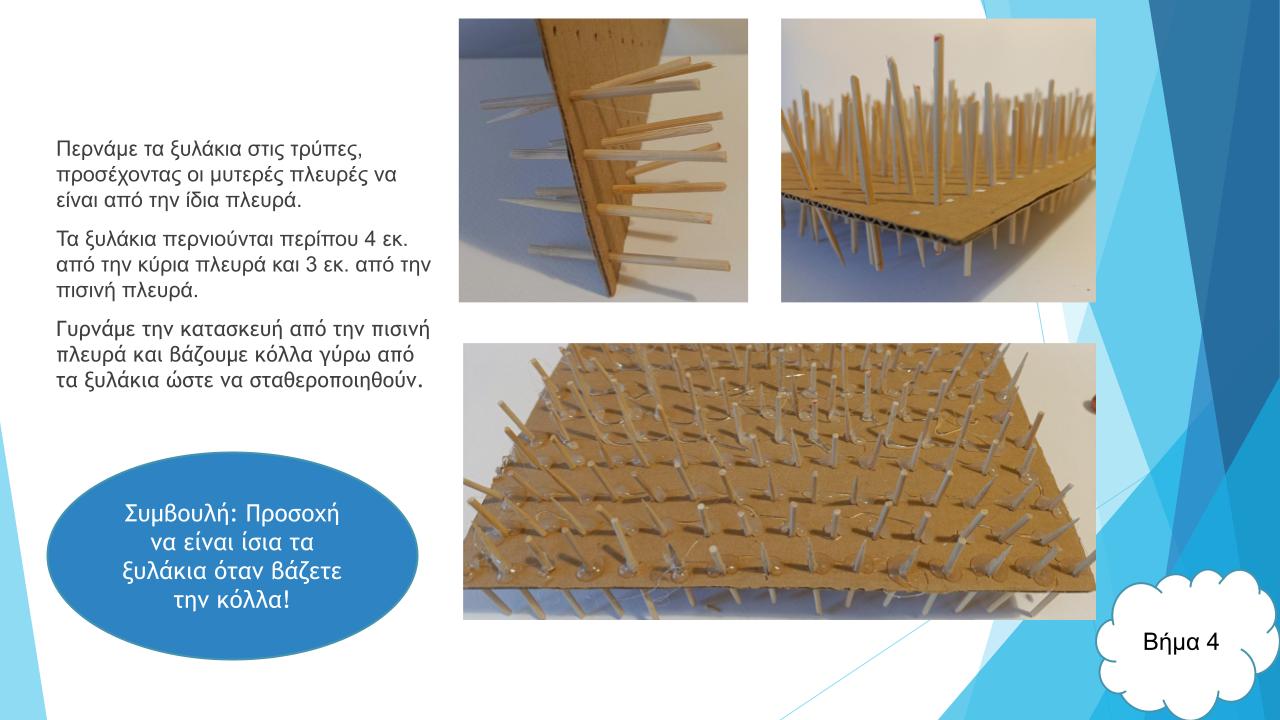 Περνάμε τα ξυλάκια στις τρύπες,
προσέχοντας οι μυτερές πλευρές να
είναι από την ίδια πλευρά.
Τα ξυλάκια περνιούνται περίπου 4 εκ.
από την κύρια πλευρά και 3 εκ. από την
πισινή πλευρά.
Γυρνάμε την κατασκευή από την πισινή
πλευρά και βάζουμε κόλλα γύρω από
τα ξυλάκια ώστε να σταθεροποιηθούν.
Συμβουλή: Προσοχή
να είναι ίσια τα
ξυλάκια όταν βάζετε
την κόλλα!
Βήμα 4